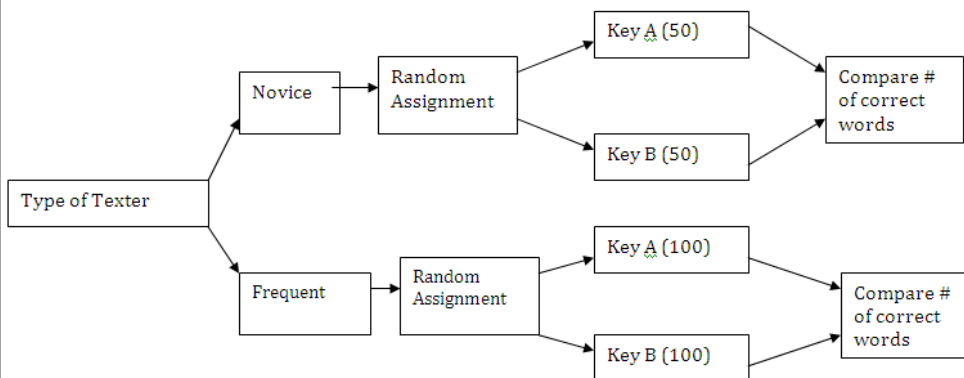 Type of Texter
Novice
Random
Assignment
Key A (50)
Key B (50)
Compare #
of correct
words
Frequent
Random
Assignment
Key A (100)
Key B (100)
Compare #
of correct
words